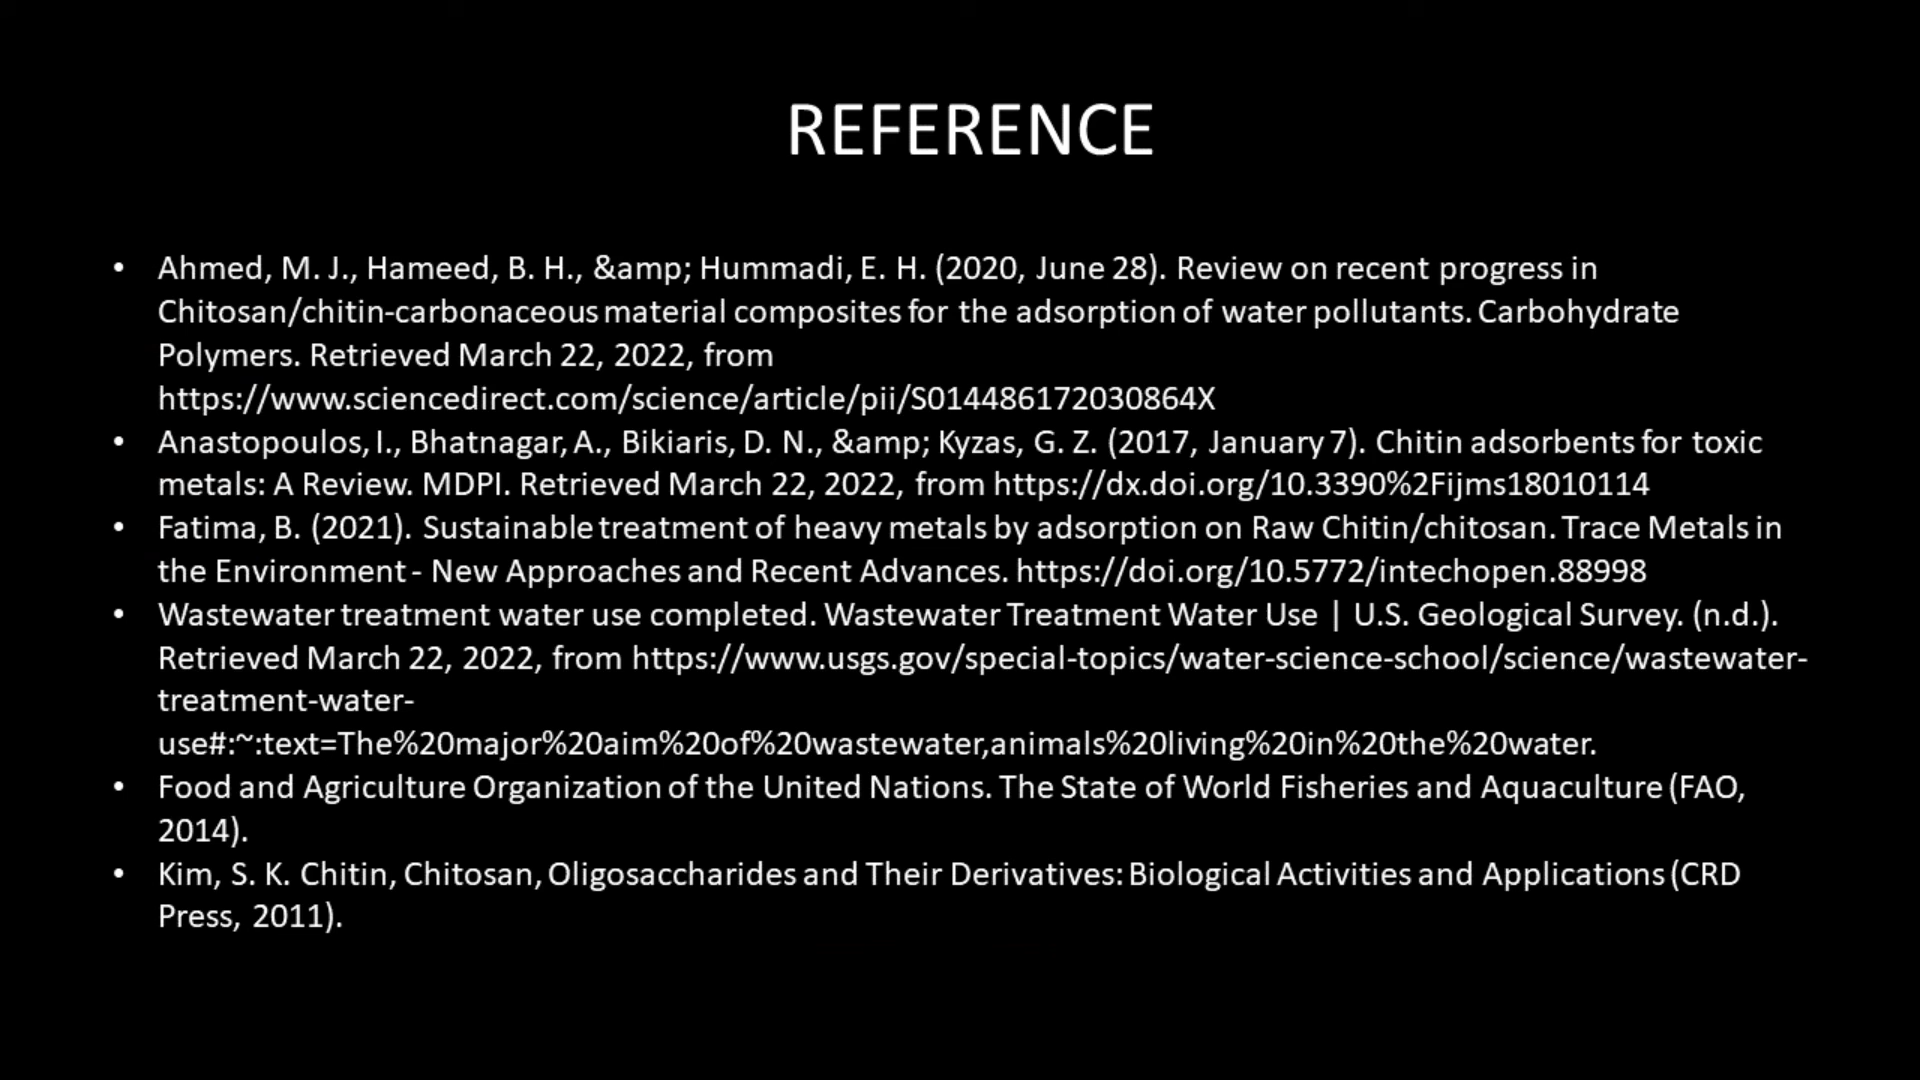 REFERENCE
• Ahmed, M. J., Hameed, B. H., &amp; Hummadi, E. H. (2020, June 28). Review on recent progress in
Chitosan/chitin-carbonaceous material composites for the adsorption of water pollutants. Carbohydrate
Polymers. Retrieved March 22, 2022, from
https://www.sciencedirect.com/science/article/pii/S014486172030864X
• Anastopoulos, I., Bhatnagar, A., Bikiaris, D. N., &amp; Kyzas, G. Z. (2017, January 7). Chitin adsorbents for toxic
metals: A Review. MDPI. Retrieved March 22, 2022, from https://dx.doi.org/10.3390%2Fijms18010114
• Fatima, B. (2021). Sustainable treatment of heavy metals by adsorption on Raw Chitin/chitosan. Trace Metals in
the Environment - New Approaches and Recent Advances. https://doi.org/10.5772/intechopen.88998
• Wastewater treatment water use completed. Wastewater Treatment Water Use | U.S. Geological Survey. (n.d.).
Retrieved March 22, 2022, from https://www.usgs.gov/special-topics/water-science-school/science/wastewater-
treatment-water-
use#:~:text=The%20major%20aim%20of%20wastewater,animals%20living%20in%20the%20water.
• Food and Agriculture Organization of the United Nations. The State of World Fisheries and Aquaculture (FAO,
2014).
• Kim, S. K. Chitin, Chitosan, Oligosaccharides and Their Derivatives: Biological Activities and Applications (CRD
Press, 2011).